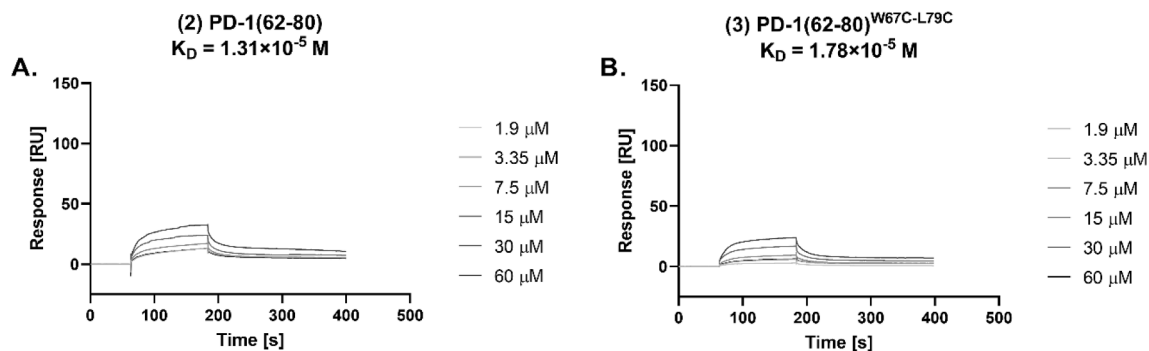 (2) PD-1(62-80)
K_D = 1.31×10⁻⁵ M
A.
150
100
50
0
Response [RU]
0 100 200 300 400 500
Time [s]
1.9 μM
3.35 μM
7.5 μM
15 μM
30 μM
60 μM
(3) PD-1(62-80)^W67C-L79C
K_D = 1.78×10⁻⁵ M
B.
150
100
50
0
Response [RU]
0 100 200 300 400 500
Time [s]
1.9 μM
3.35 μM
7.5 μM
15 μM
30 μM
60 μM